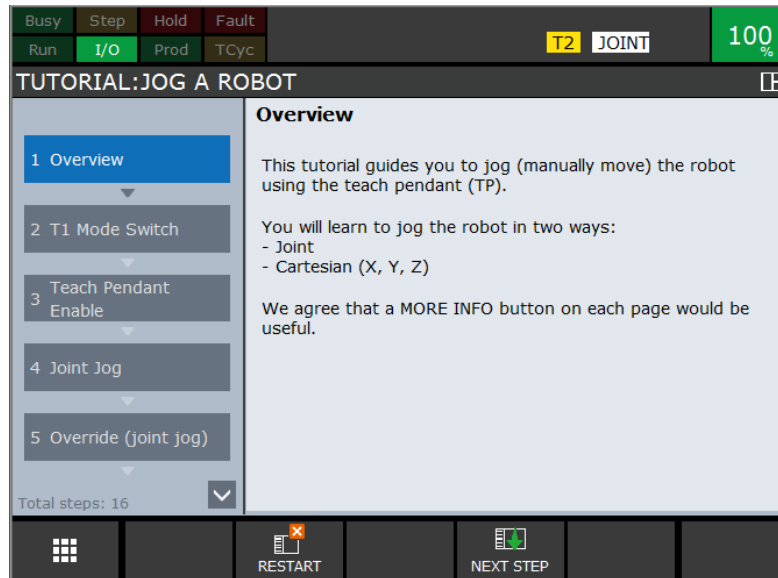 Busy Step Hold Fault
Run I/O Prod TCyc
T2 JOINT
100
%
TUTORIAL:JOG A ROBOT
1 Overview
2 T1 Mode Switch
3 Teach Pendant
Enable
4 Joint Jog
5 Override (joint jog)
Total steps: 16
Overview
This tutorial guides you to jog (manually move) the robot
using the teach pendant (TP).
You will learn to jog the robot in two ways:
- Joint
- Cartesian (X, Y, Z)
We agree that a MORE INFO button on each page would be
useful.
RESTART
NEXT STEP